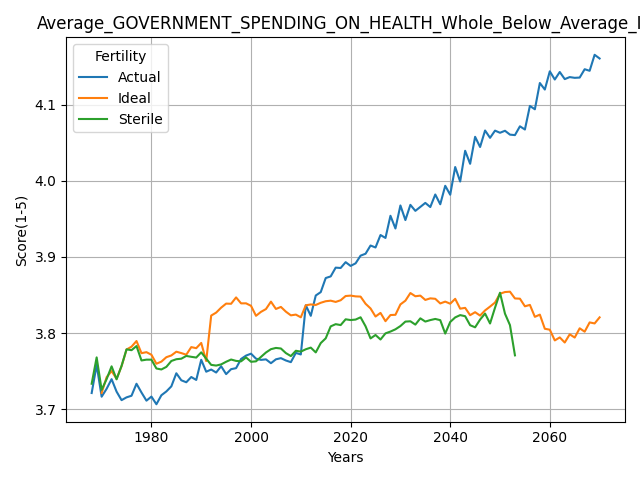 Average_GOVERNMENT_SPENDING_ON_HEALTH_Whole_Below_Average_I
Fertility
Actual
Ideal
Sterile
Score(1-5)
4.1
4.0
3.9
3.8
3.7
1980 2000 2020 2040 2060
Years